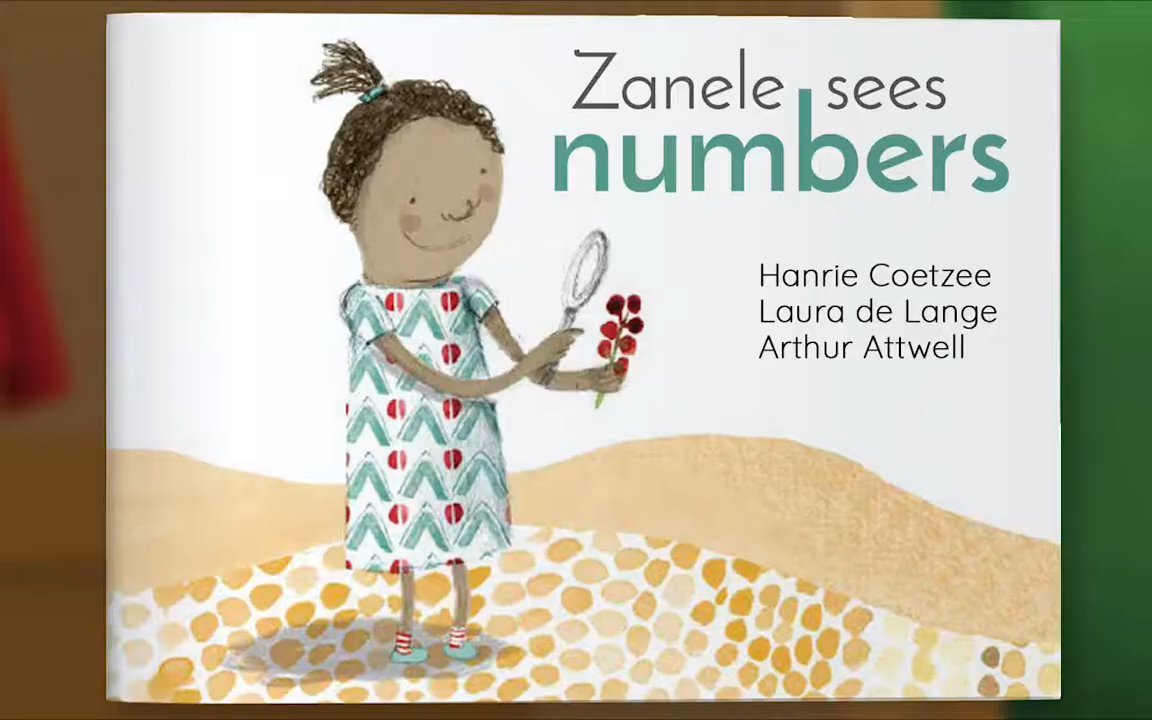 Zanele sees
numbers
Hanrie Coetzee
Laura de Lange
Arthur Attwell